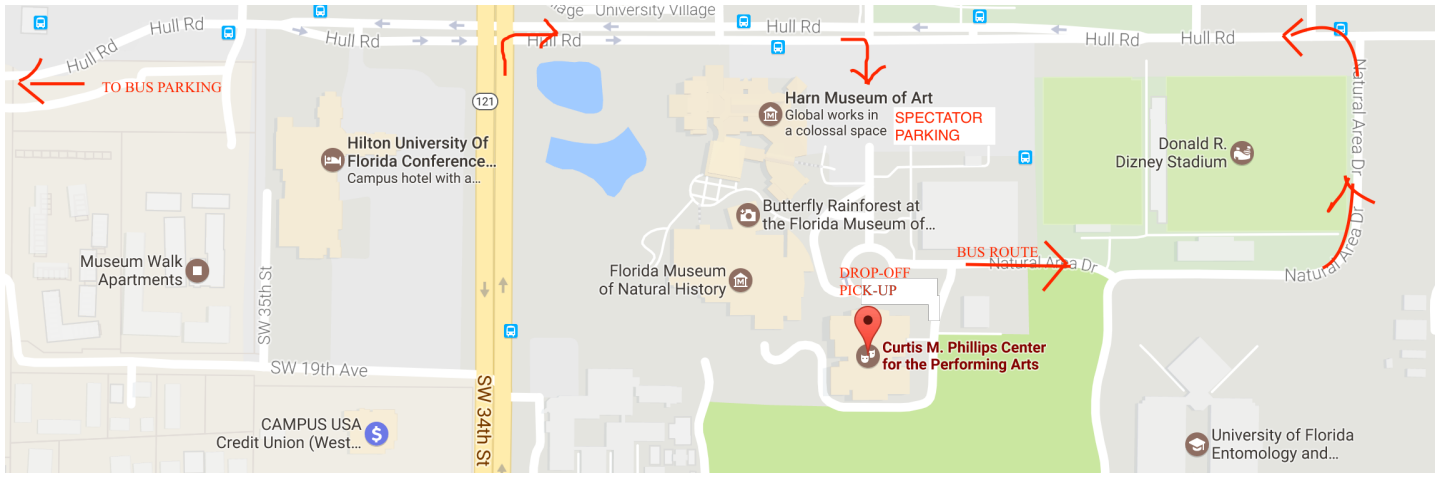 age
University Village
Hull Rd
Hull Rd
Hull Rd
Hull Rd
Hull Rd
Hull Rd
Hull Rd
TO BUS PARKING
121
Harn Museum of Art
Global works in
a colossal space
SPECTATOR
PARKING
Natural Area Dr
Donald R.
Dizney Stadium
Hilton University Of
Florida Conference...
Campus hotel with a...
Butterfly Rainforest at
the Florida Museum of...
Natural Area Dr
Museum Walk
Apartments
SW 35th St
Florida Museum
of Natural History
DROP-OFF
PICK-UP
BUS ROUTE
Natural Area Dr
Curtis M. Phillips Center
for the Performing Arts
SW 19th Ave
SW 34th St
CAMPUS USA
Credit Union (West...
$
University of Florida
Entomology and...